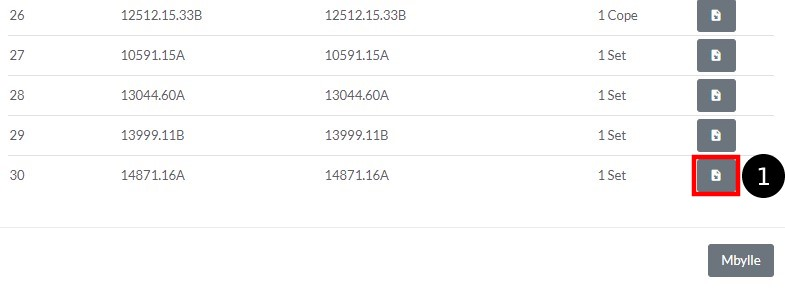 26 12512.15.33B 12512.15.33B 1 Cope
27 10591.15A 10591.15A 1 Set
28 13044.60A 13044.60A 1 Set
29 13999.11B 13999.11B 1 Set
30 14871.16A 14871.16A 1 Set 1
Mbylle